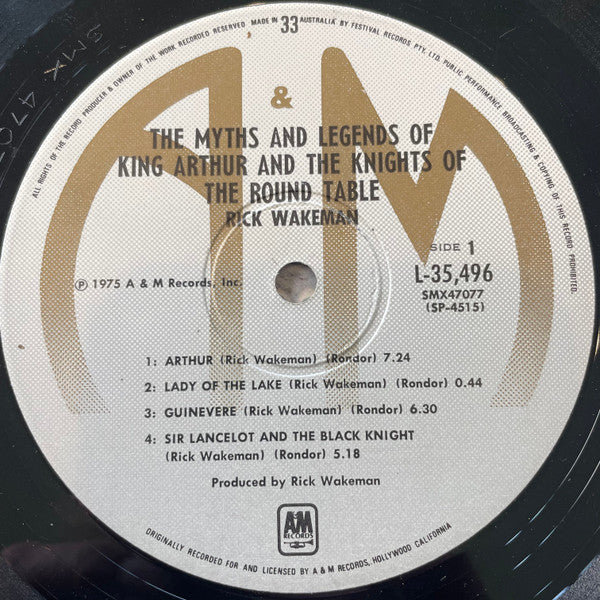 ALL RIGHTS OF THE RECORD PRODUCER & OWNER OF THE WORK RECORDED RESERVED MADE IN 33 AUSTRALIA BY FESTIVAL RECORDS PTY. LTD. PUBLIC PERFORMANCE BROADCASTING & COPYING OF THIS RECORD PROHIBITED.
SMX 470
A & M
THE MYTHS AND LEGENDS OF
KING ARTHUR AND THE KNIGHTS OF
THE ROUND TABLE
RICK WAKEMAN
SIDE 1
℗ 1975 A & M Records, Inc.
L-35,496
SMX47077
(SP-4515)
1: ARTHUR (Rick Wakeman) (Rondor) 7.24
2: LADY OF THE LAKE (Rick Wakeman) (Rondor) 0.44
3: GUINEVERE (Rick Wakeman) (Rondor) 6.30
4: SIR LANCELOT AND THE BLACK KNIGHT
(Rick Wakeman) (Rondor) 5.18
Produced by Rick Wakeman
A&M
RECORDS
ORIGINALLY RECORDED FOR AND LICENSED BY A & M RECORDS, HOLLYWOOD CALIFORNIA